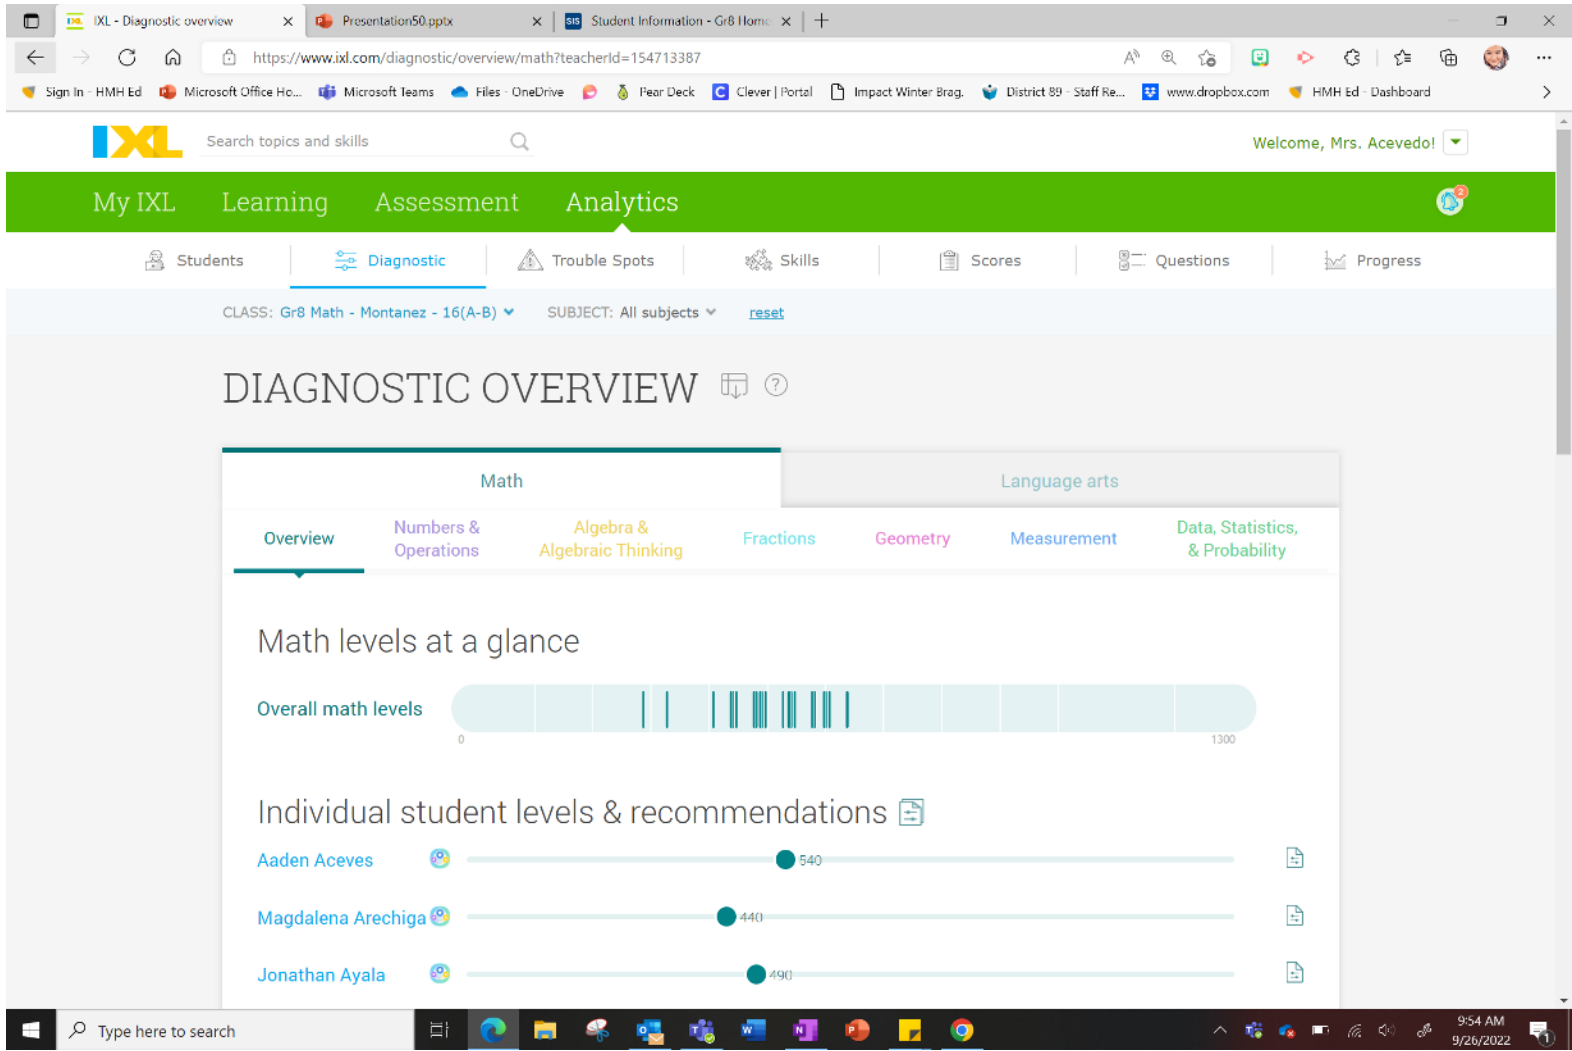 IXL - Diagnostic overview
Presentation50.pptx
SIS Student Information - Gr8 Home
https://www.ixl.com/diagnostic/overview/math?teacherId=154713387
Sign In - HMH Ed
Microsoft Office Ho...
Microsoft Teams
Files - OneDrive
Pear Deck
Clever | Portal
Impact Winter Brag.
District 89 - Staff Re...
www.dropbox.com
HMH Ed - Dashboard
IXL
Search topics and skills
Welcome, Mrs. Acevedo!
My IXL Learning Assessment Analytics
2
Students Diagnostic Trouble Spots Skills Scores Questions Progress
CLASS: Gr8 Math - Montanez - 16(A-B) SUBJECT: All subjects reset
DIAGNOSTIC OVERVIEW
Math Language arts
Overview
Numbers &
Operations
Algebra &
Algebraic Thinking
Fractions
Geometry
Measurement
Data, Statistics,
& Probability
Math levels at a glance
Overall math levels
0 1300
Individual student levels & recommendations
Aaden Aceves 540
Magdalena Arechiga 440
Jonathan Ayala 490
Type here to search
9:54 AM
9/26/2022
1